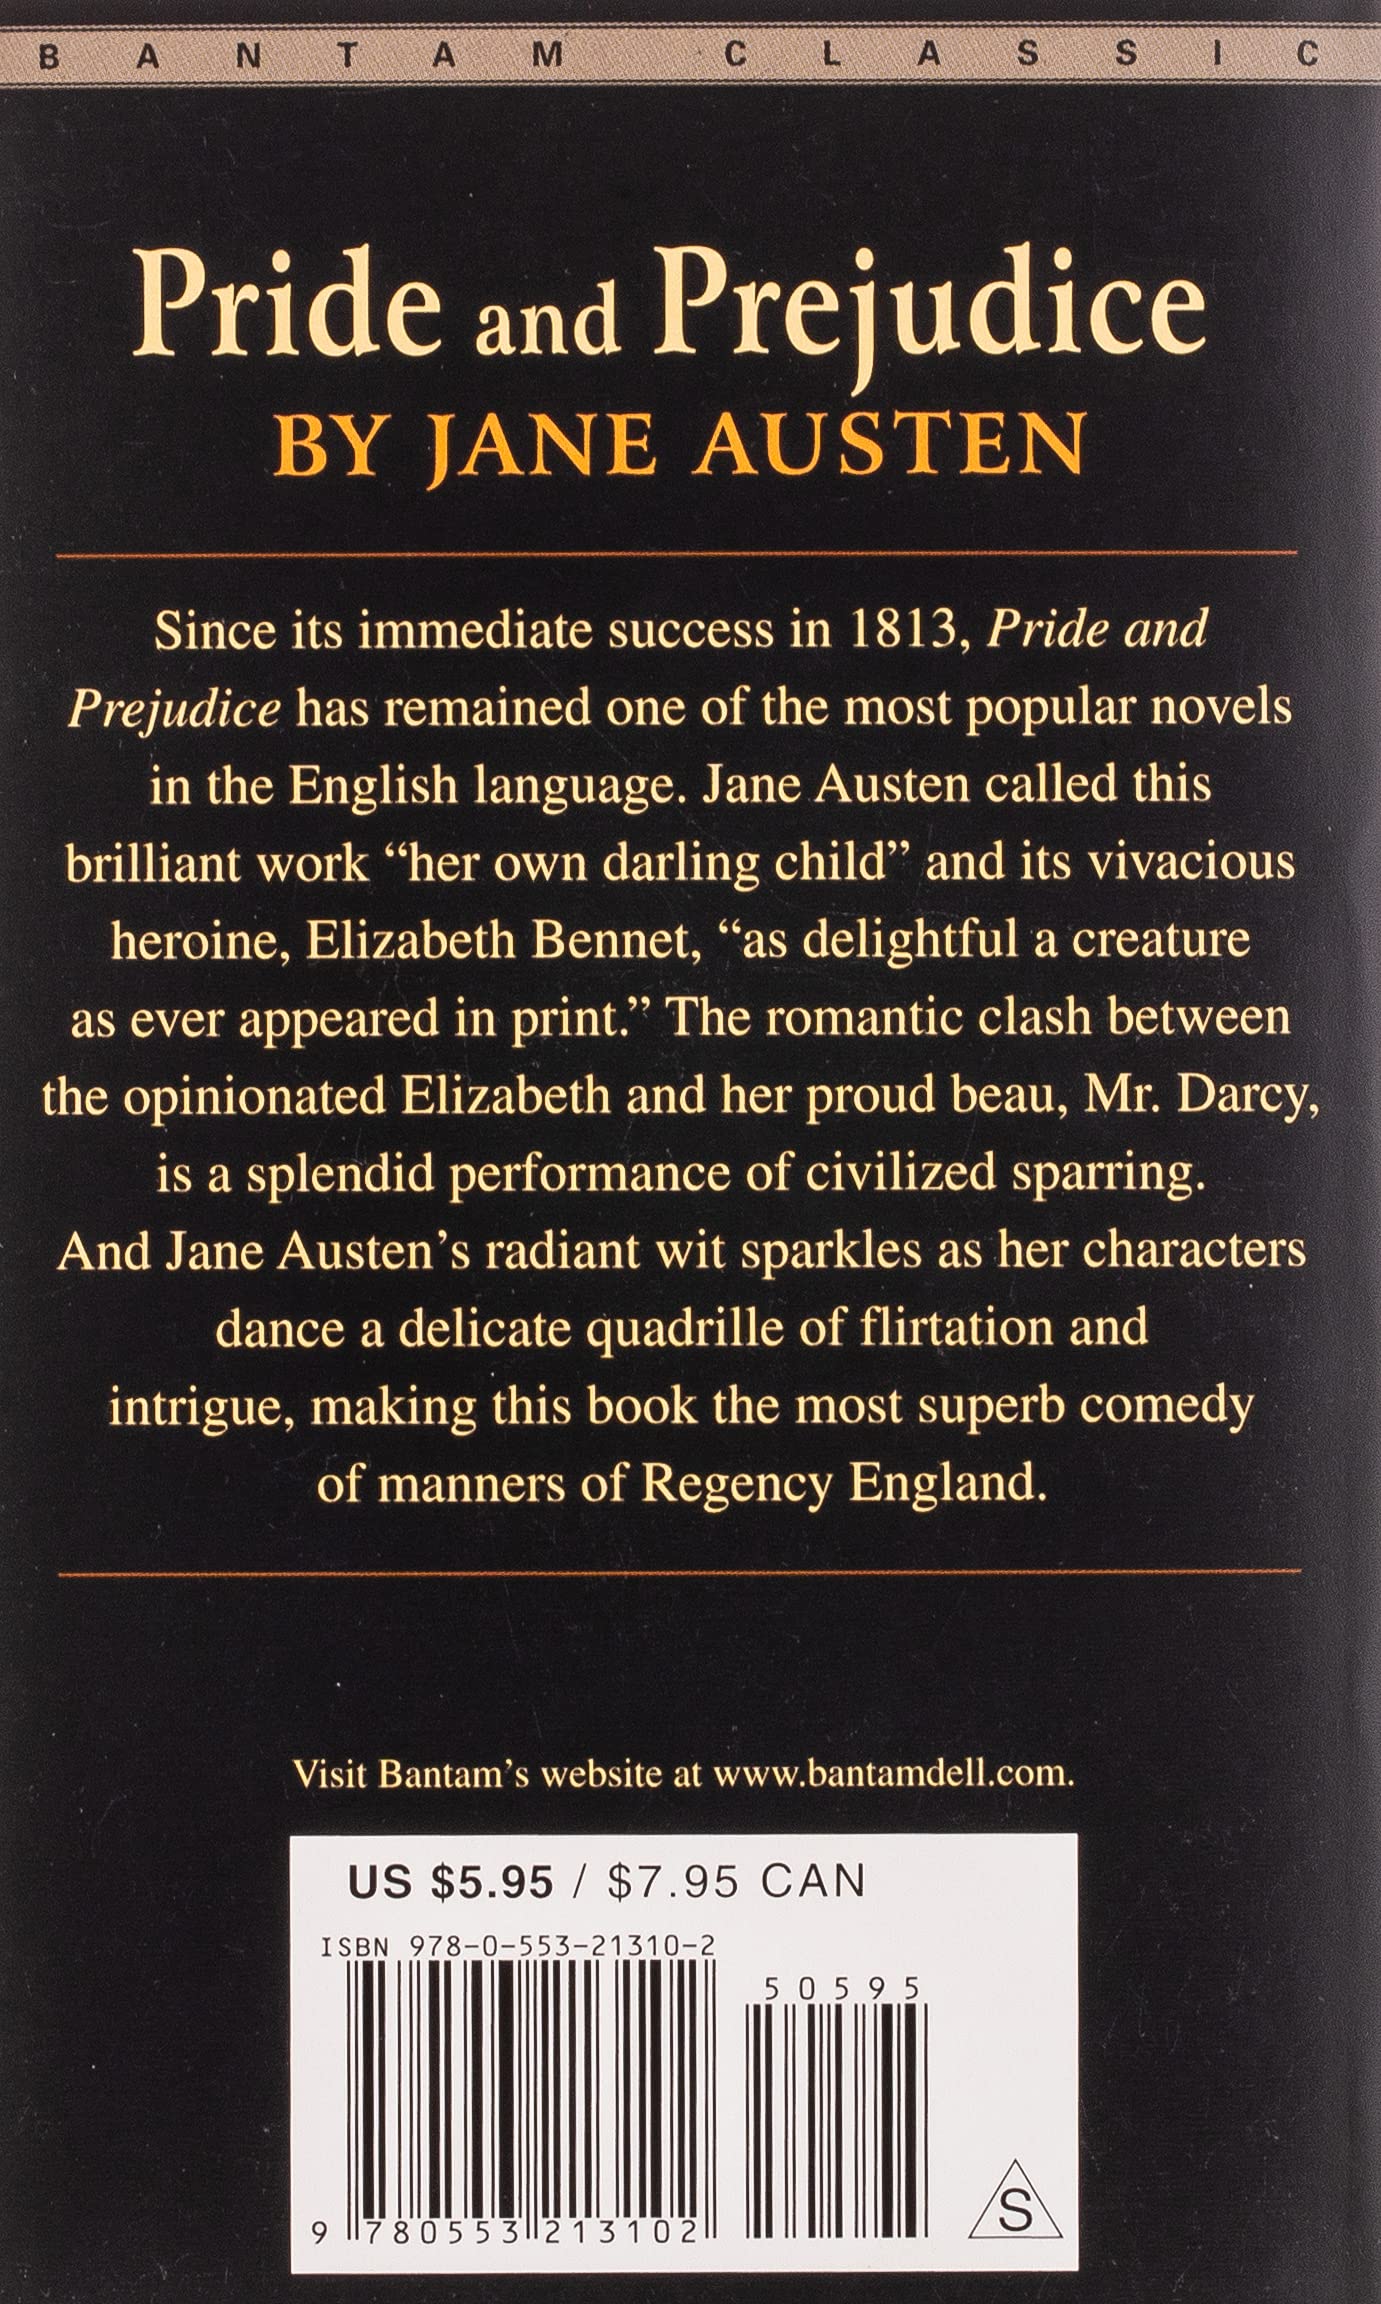 BANTAM CLASSIC
Pride and Prejudice
BY JANE AUSTEN
Since its immediate success in 1813, Pride and
Prejudice has remained one of the most popular novels
in the English language. Jane Austen called this
brilliant work “her own darling child” and its vivacious
heroine, Elizabeth Bennet, “as delightful a creature
as ever appeared in print.” The romantic clash between
the opinionated Elizabeth and her proud beau, Mr. Darcy,
is a splendid performance of civilized sparring.
And Jane Austen’s radiant wit sparkles as her characters
dance a delicate quadrille of flirtation and
intrigue, making this book the most superb comedy
of manners of Regency England.
Visit Bantam’s website at www.bantamdell.com.
US $5.95 / $7.95 CAN
ISBN 978-0-553-21310-2
50595
9 780553 213102
S